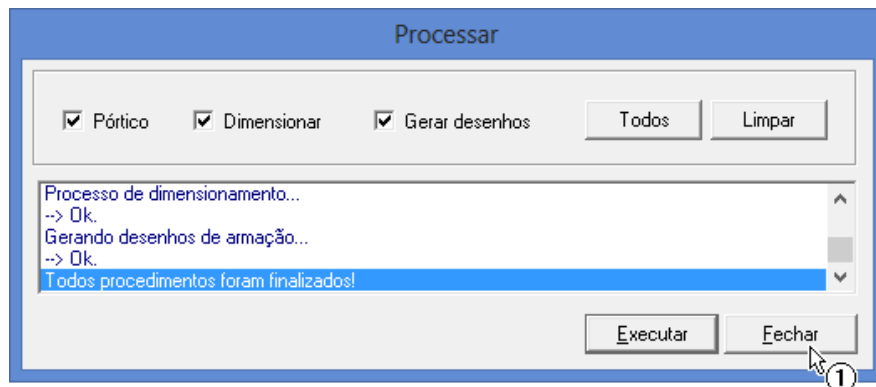 Processar
Pórtico Dimensionar Gerar desenhos Todos Limpar
Processo de dimensionamento...
--> Ok.
Gerando desenhos de armação...
--> Ok.
Todos procedimentos foram finalizados!
Executar Fechar
1